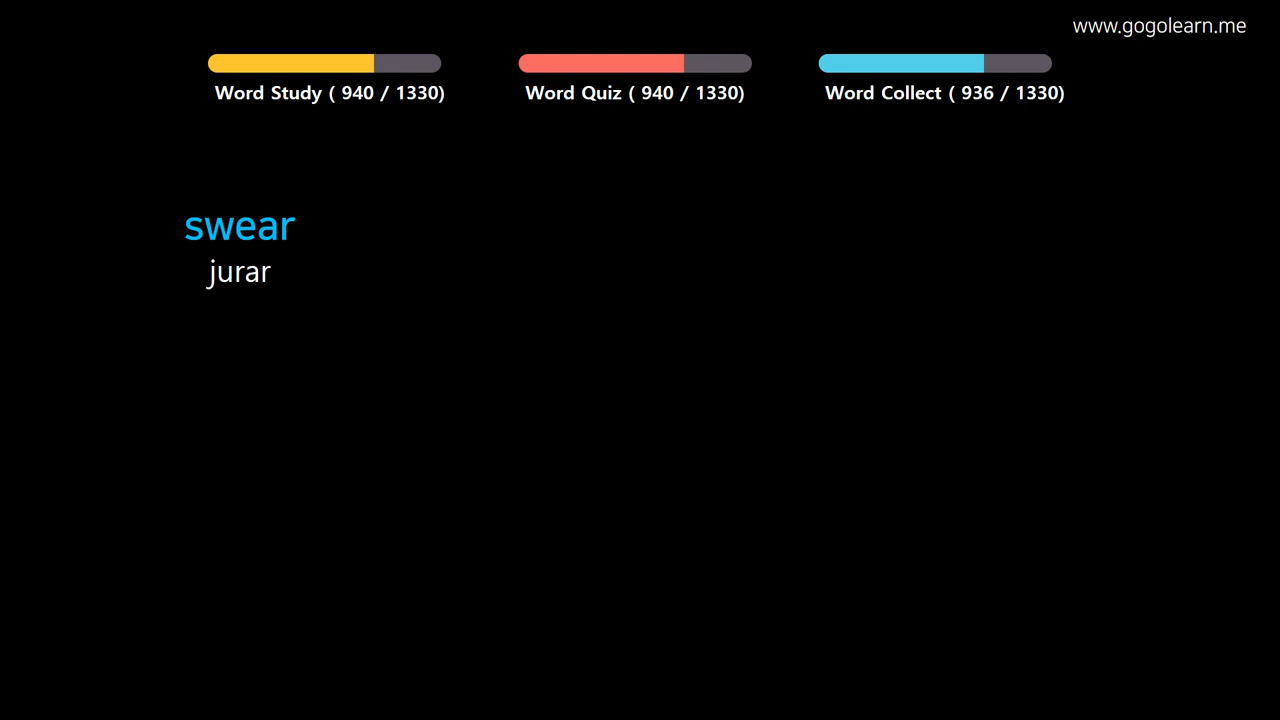 www.gogolearn.me
Word Study ( 940 / 1330)
Word Quiz ( 940 / 1330)
Word Collect ( 936 / 1330)
swear
jurar